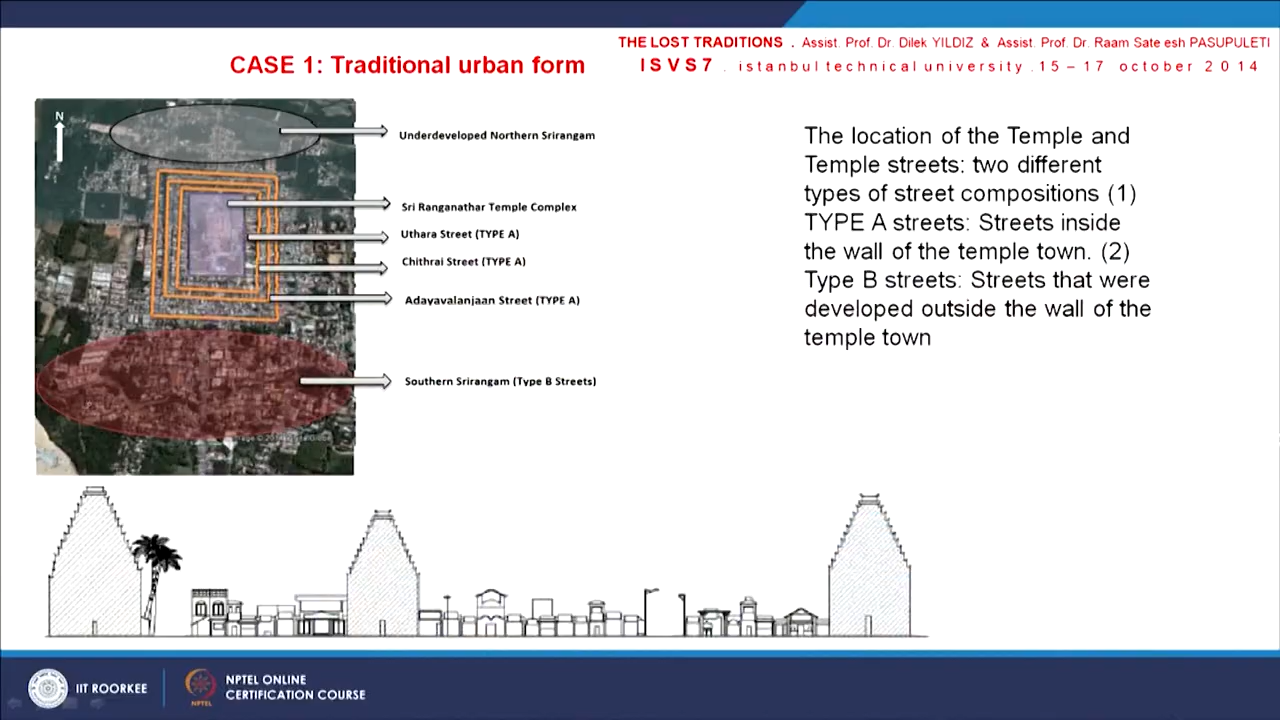 THE LOST TRADITIONS . Assist. Prof. Dr. Dilek YILDIZ & Assist. Prof. Dr. Raam Sate esh PASUPULETI
ISVS7 . istanbul technical university .15 – 17 october 2014
CASE 1: Traditional urban form
N
Underdeveloped Northern Srirangam
Sri Ranganathar Temple Complex
Uthara Street (TYPE A)
Chithrai Street (TYPE A)
Adayavalanjaan Street (TYPE A)
Southern Srirangam (Type B Streets)
The location of the Temple and
Temple streets: two different
types of street compositions (1)
TYPE A streets: Streets inside
the wall of the temple town. (2)
Type B streets: Streets that were
developed outside the wall of the
temple town
IIT ROORKEE
NPTEL
NPTEL ONLINE
CERTIFICATION COURSE